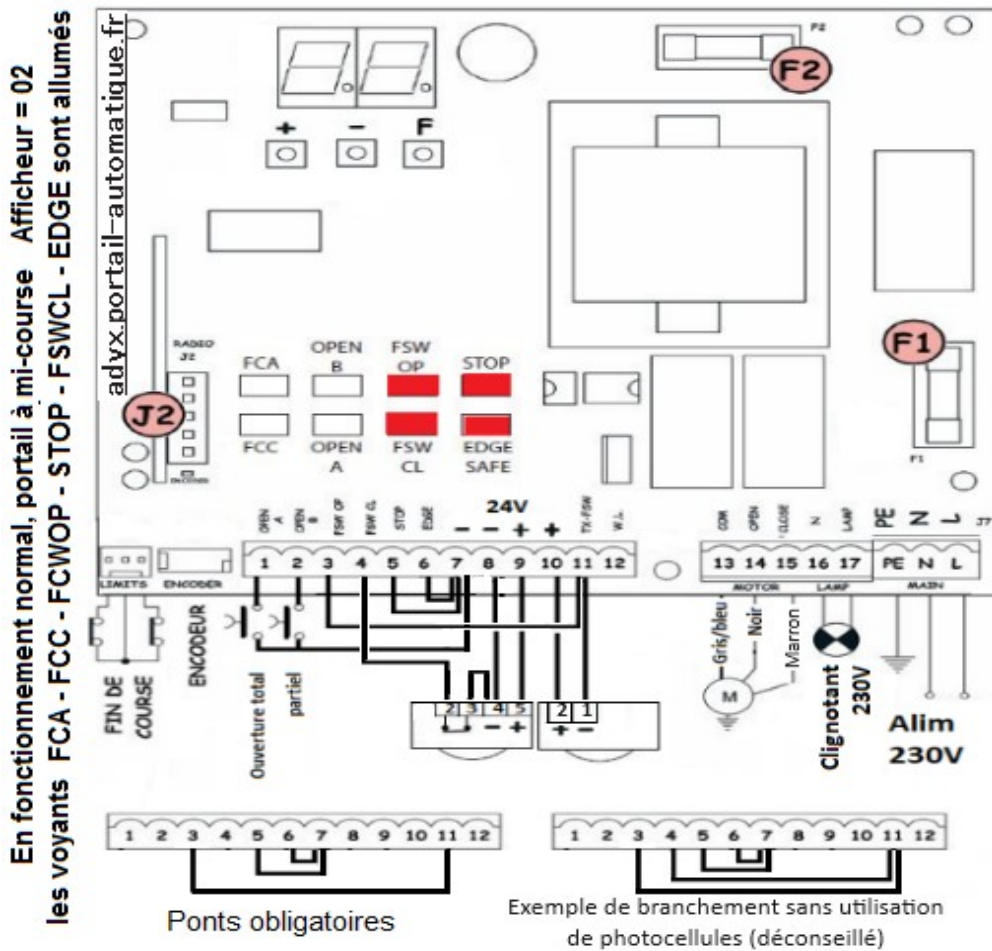 En fonctionnement normal, portail à mi-course Afficheur = 02
les voyants FCA - FCC - FCWOP - STOP - FSWCL - EDGE sont allumés
adyx.portail-automatique.fr
F2
F2
+ - F
F1
F1
RADIO
J2
J2
ENCODER
FCA
OPEN
B
FSW
OP
STOP
FCC
OPEN
A
FSW
CL
EDGE
SAFE
24V
OPEN
A
OPEN
B
FSW OP
FSW CL
STOP
EDGE
- - + +
TX-FSW
W.L.
COM
OPEN
CLOSE
N
LAMP
PE
N
L
J7
1 2 3 4 5 6 7 8 9 10 11 12
13 14 15 16 17
PE N L
LIMITS
ENCODER
MOTOR
LAMP
MAIN
FIN DE
COURSE
ENCODEUR
Ouverture total
partiel
2 3 4 5
- +
2 1
+ -
Gris/bleu
Noir
Marron
M
Clignotant
230V
Alim
230V
1 2 3 4 5 6 7 8 9 10 11 12
Ponts obligatoires
1 2 3 4 5 6 7 8 9 10 11 12
Exemple de branchement sans utilisation
de photocellules (déconseillé)